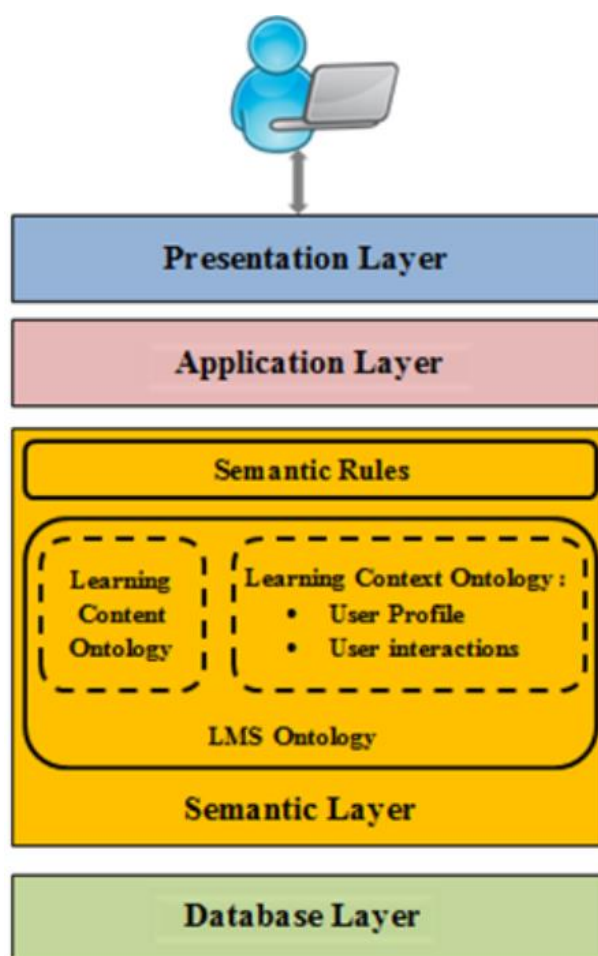 Presentation Layer
Application Layer
Semantic Rules
Learning
Content
Ontology
Learning Context Ontology :
• User Profile
• User interactions
LMS Ontology
Semantic Layer
Database Layer